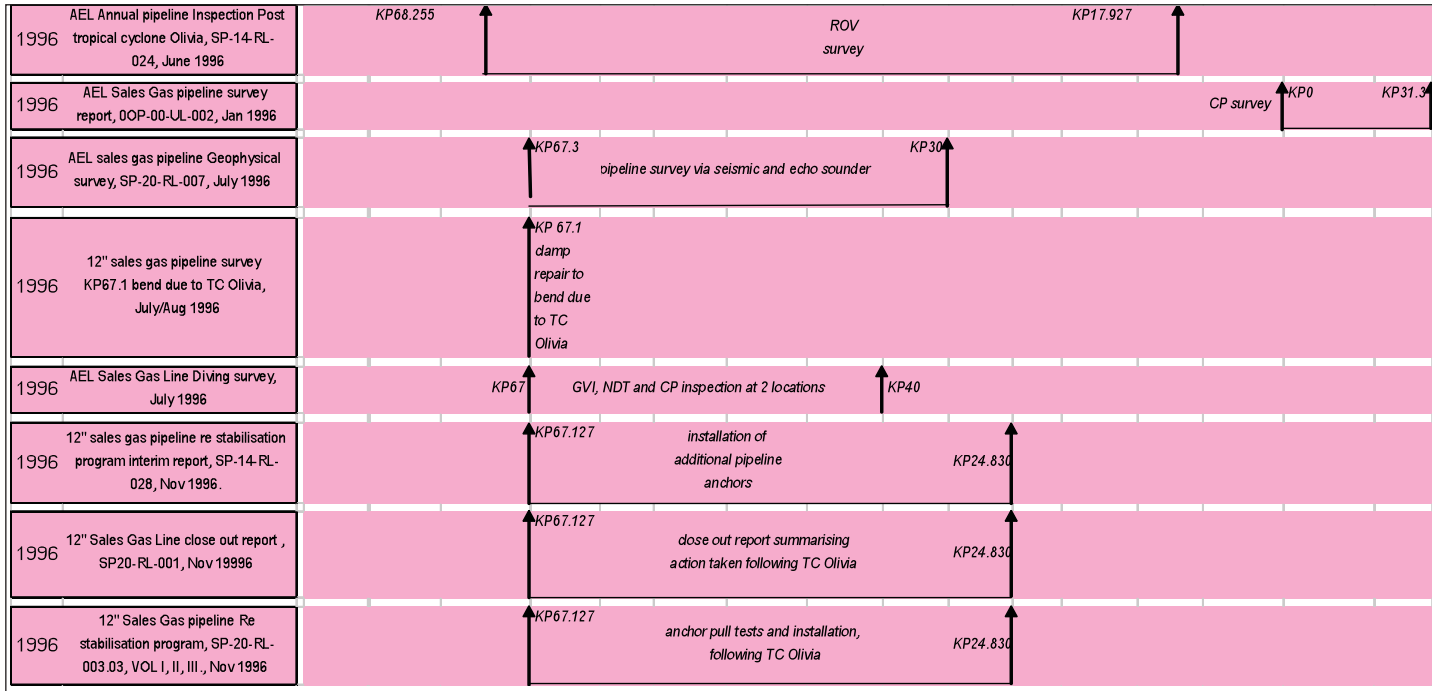 1996
AEL Annual pipeline Inspection Post
tropical cyclone Olivia, SP-14-RL-
024, June 1996
KP68.255
ROV
survey
KP17.927
1996
AEL Sales Gas pipeline survey
report, 0OP-00-UL-002, Jan 1996
CP survey
KP0
KP31.3
1996
AEL sales gas pipeline Geophysical
survey, SP-20-RL-007, July 1996
KP67.3
pipeline survey via seismic and echo sounder
KP30
1996
12" sales gas pipeline survey
KP67.1 bend due to TC Olivia,
July/Aug 1996
KP 67.1
clamp
repair to
bend due
to TC
Olivia
1996
AEL Sales Gas Line Diving survey,
July 1996
KP67
GVI, NDT and CP inspection at 2 locations
KP40
1996
12" sales gas pipeline re stabilisation
program interim report, SP-14-RL-
028, Nov 1996.
KP67.127
installation of
additional pipeline
anchors
KP24.830
1996
12" Sales Gas Line close out report ,
SP20-RL-001, Nov 19996
KP67.127
close out report summarising
action taken following TC Olivia
KP24.830
1996
12" Sales Gas pipeline Re
stabilisation program, SP-20-RL-
003.03, VOL I, II, III., Nov 1996
KP67.127
anchor pull tests and installation,
following TC Olivia
KP24.830